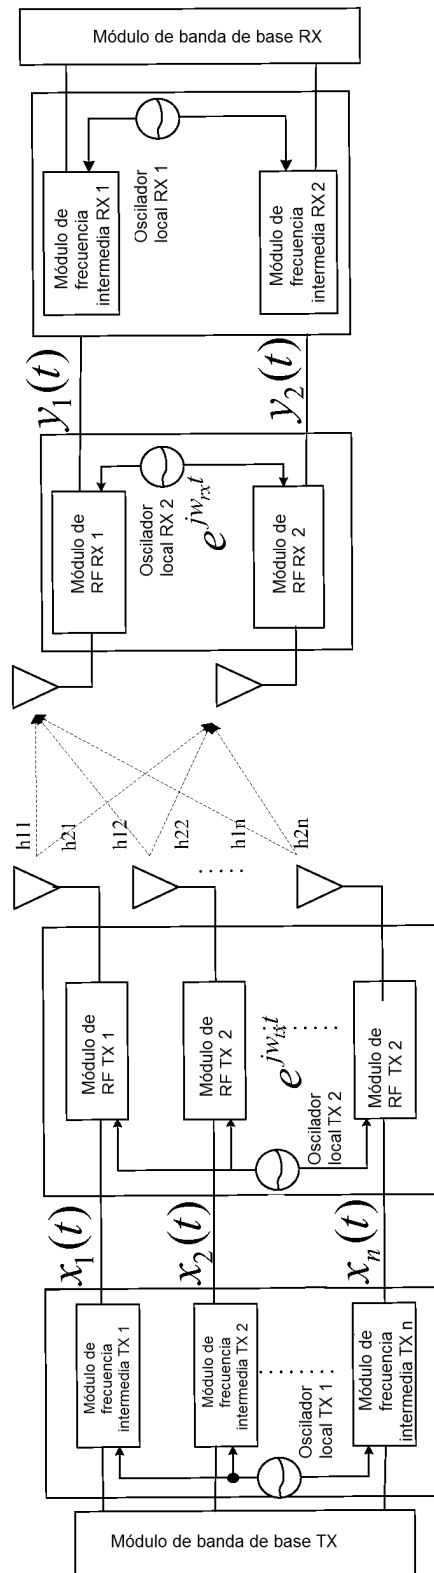 Módulo de banda de base TX
Módulo de
frecuencia
intermedia TX 1
Módulo de
frecuencia
intermedia TX 2
Oscilador
local TX 1
Módulo de
frecuencia
intermedia TX n
x₁(t)
x₂(t)
xₙ(t)
Módulo de
RF TX 1
Módulo de
RF TX 2
e^{jw_{tx}t}
Oscilador
local TX 2
Módulo de
RF TX 2
h11
h21
h12
h22
h1n
h2n
Módulo de
RF RX 1
Oscilador
local RX 2
e^{jw_{rx}t}
Módulo de
RF RX 2
y₁(t)
y₂(t)
Módulo de
frecuencia
intermedia RX 1
Oscilador
local RX 1
Módulo de
frecuencia
intermedia RX 2
Módulo de banda de base RX